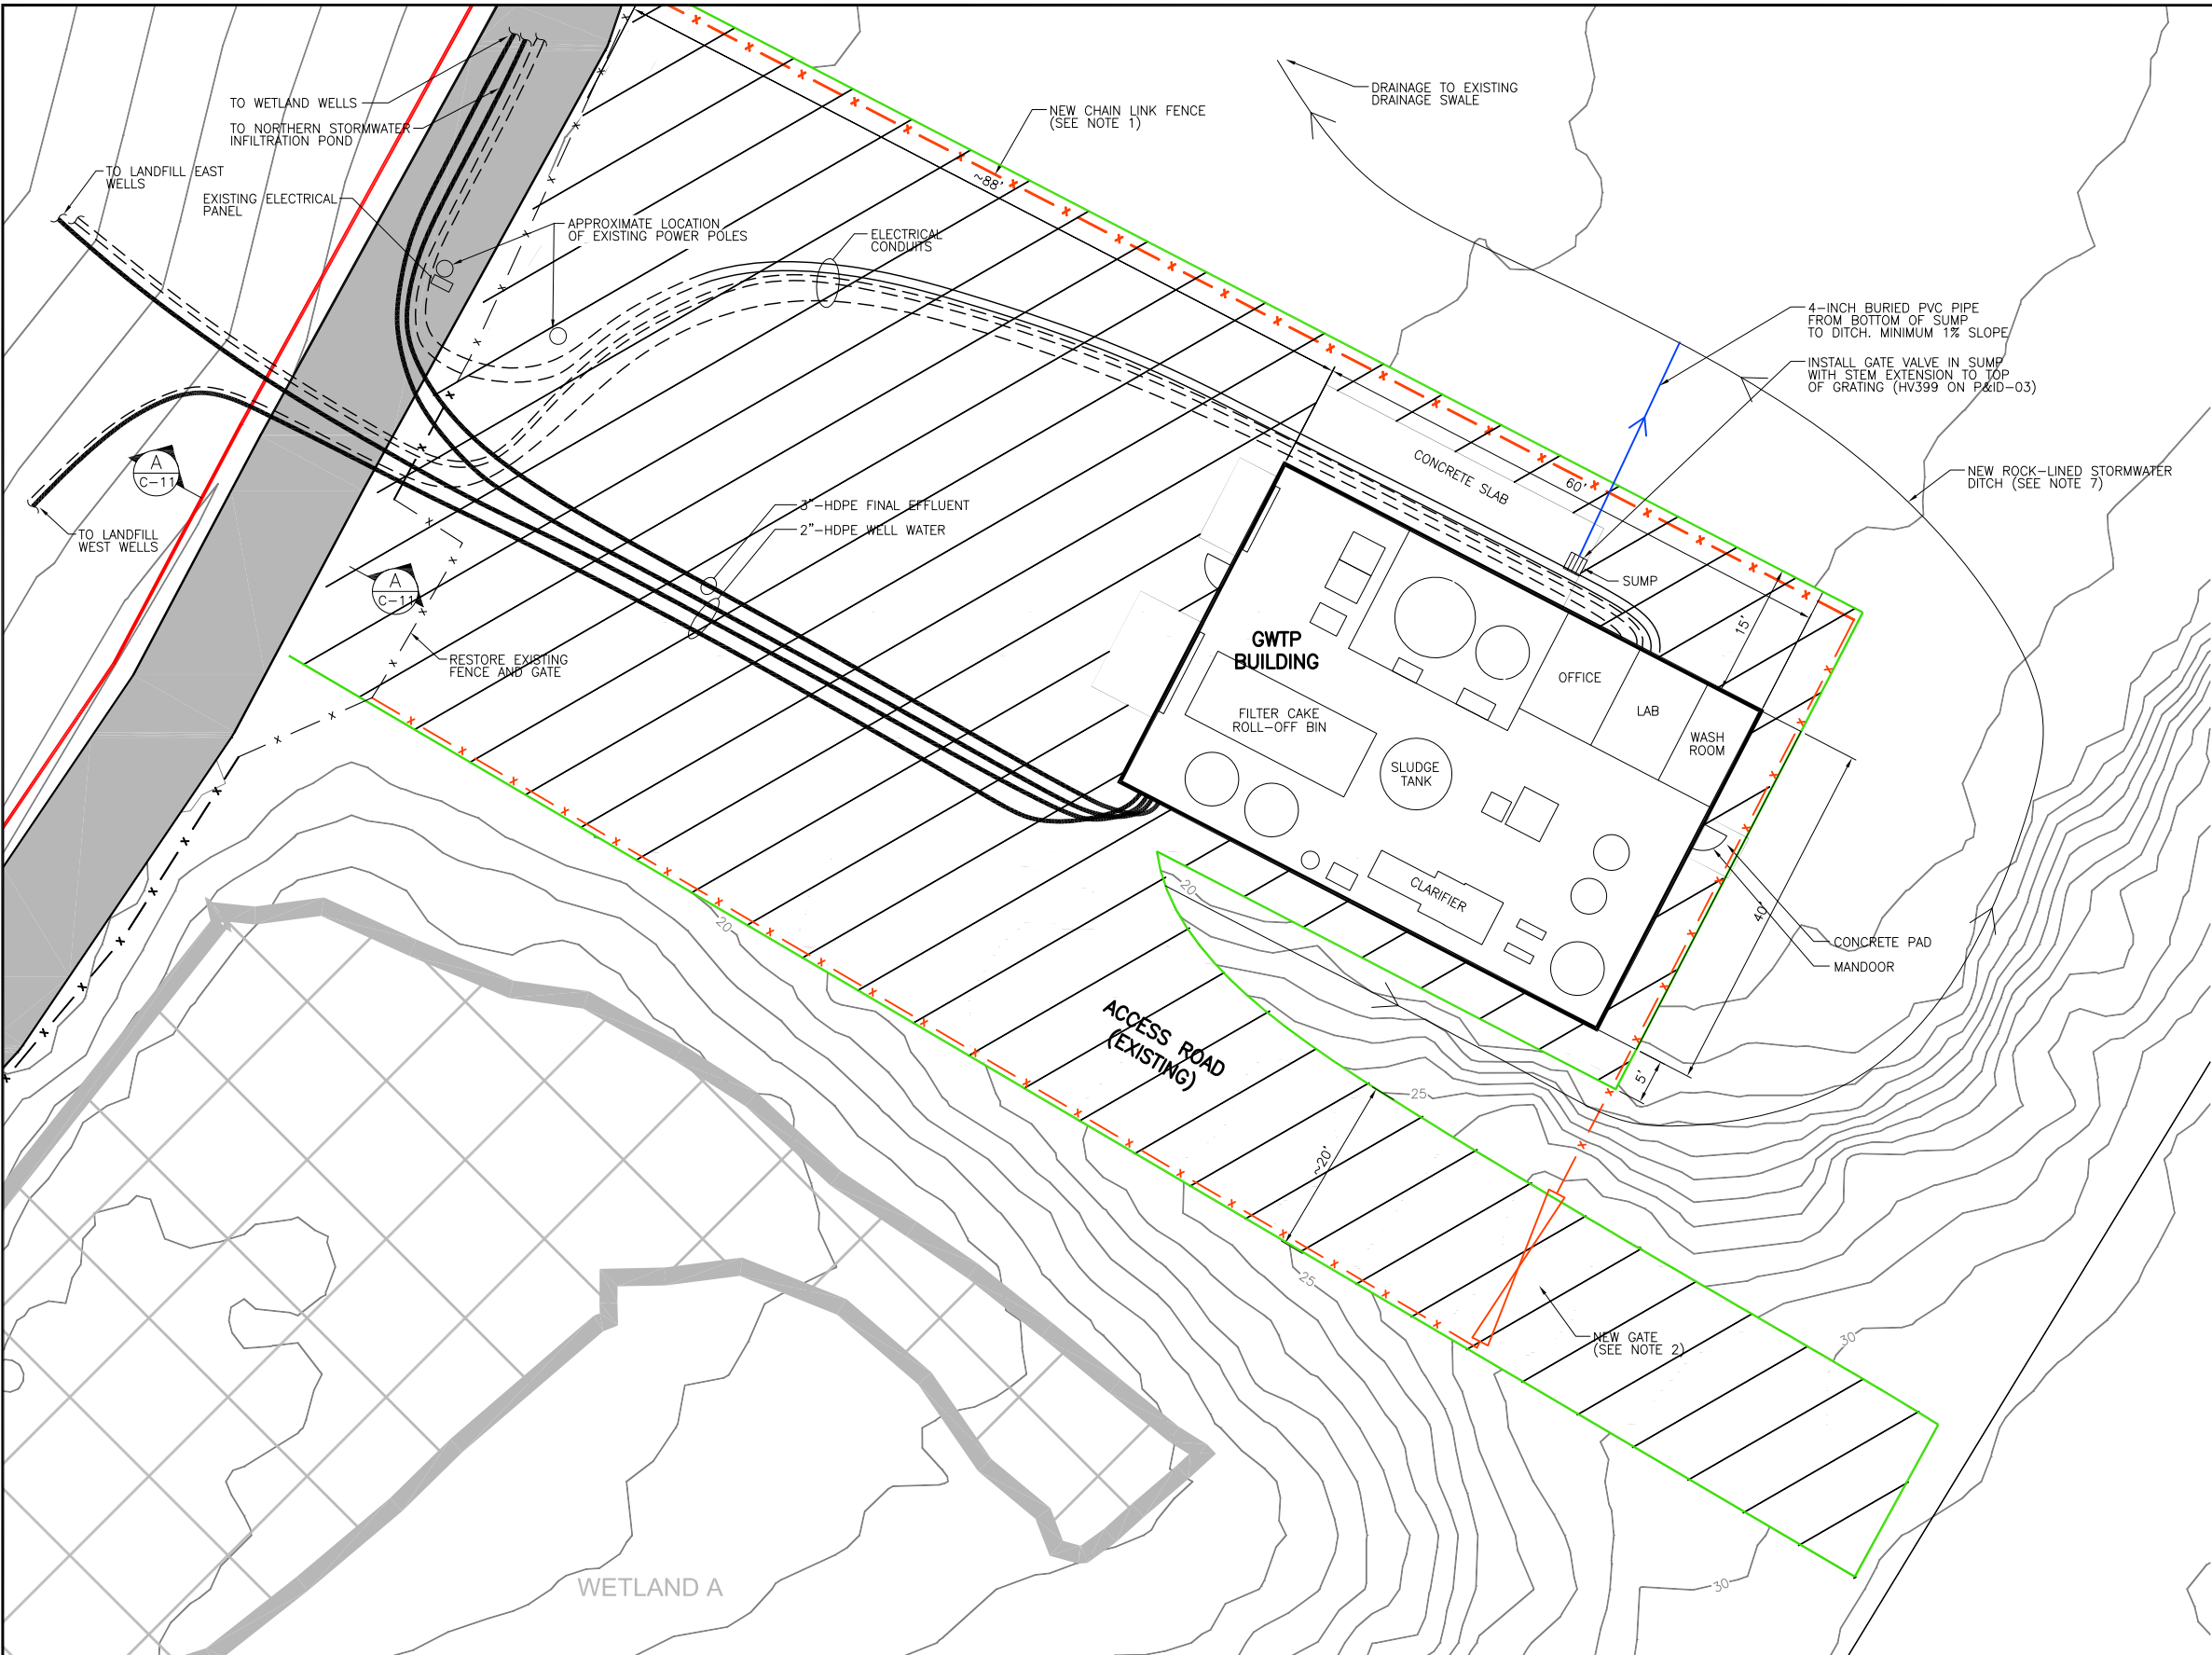 TO WETLAND WELLS
TO NORTHERN STORMWATER
INFILTRATION POND
TO LANDFILL EAST
WELLS
EXISTING ELECTRICAL
PANEL
APPROXIMATE LOCATION
OF EXISTING POWER POLES
ELECTRICAL
CONDUITS
NEW CHAIN LINK FENCE
(SEE NOTE 1)
~88'
DRAINAGE TO EXISTING
DRAINAGE SWALE
4-INCH BURIED PVC PIPE
FROM BOTTOM OF SUMP
TO DITCH. MINIMUM 1% SLOPE
INSTALL GATE VALVE IN SUMP
WITH STEM EXTENSION TO TOP
OF GRATING (HV399 ON P&ID-03)
NEW ROCK-LINED STORMWATER
DITCH (SEE NOTE 7)
CONCRETE SLAB
60'
SUMP
15'
A
C-11
TO LANDFILL
WEST WELLS
A
C-11
3"-HDPE FINAL EFFLUENT
2"-HDPE WELL WATER
RESTORE EXISTING
FENCE AND GATE
GWTP
BUILDING
OFFICE
LAB
WASH
ROOM
FILTER CAKE
ROLL-OFF BIN
SLUDGE
TANK
CLARIFIER
40'
CONCRETE PAD
MANDOOR
5'
20
20
ACCESS ROAD
(EXISTING)
25
~20'
25
NEW GATE
(SEE NOTE 2)
30
30
WETLAND A